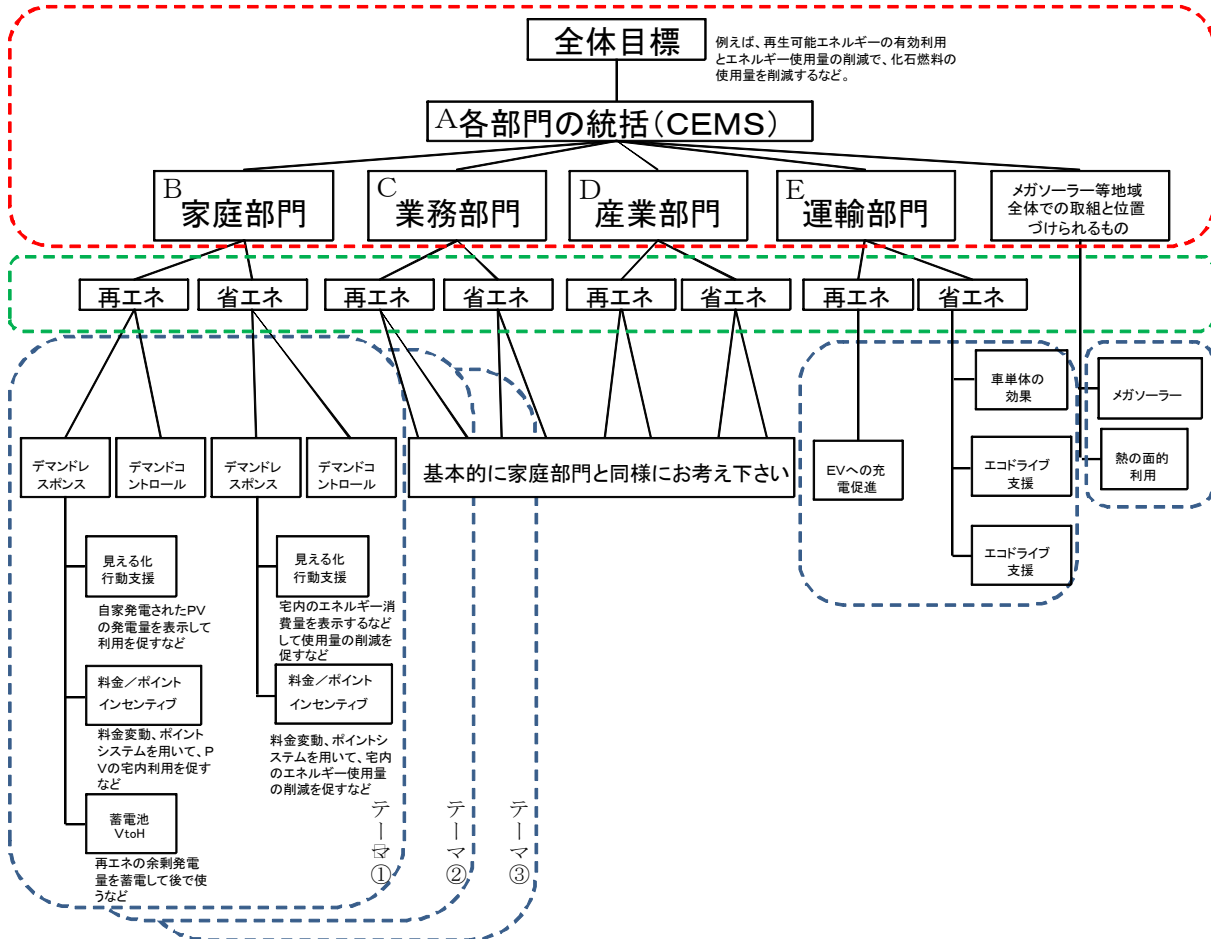 全体目標
例えば、再生可能エネルギーの有効利用
とエネルギー使用量の削減で、化石燃料の
使用量を削減するなど。
A各部門の統括(CEMS)
B
家庭部門
C
業務部門
D
産業部門
E
運輸部門
メガソーラー等地域
全体での取組と位置
づけられるもの
再エネ
省エネ
再エネ
省エネ
再エネ
省エネ
再エネ
省エネ
デマンドレ
スポンス
デマンドコ
ントロール
デマンドレ
スポンス
デマンドコ
ントロール
基本的に家庭部門と同様にお考え下さい
EVへの充
電促進
車単体の
効果
エコドライブ
支援
エコドライブ
支援
メガソーラー
熱の面的
利用
見える化
行動支援
自家発電されたPV
の発電量を表示して
利用を促すなど
料金／ポイント
インセンティブ
料金変動、ポイント
システムを用いて、P
Vの宅内利用を促す
など
蓄電池
VtoH
再エネの余剰発電
量を蓄電して後で使
うなど
見える化
行動支援
宅内のエネルギー消
費量を表示するなど
して使用量の削減を
促すなど
料金／ポイント
インセンティブ
料金変動、ポイントシ
ステムを用いて、宅内
のエネルギー使用量
の削減を促すなど
テーマ①
テーマ②
テーマ③